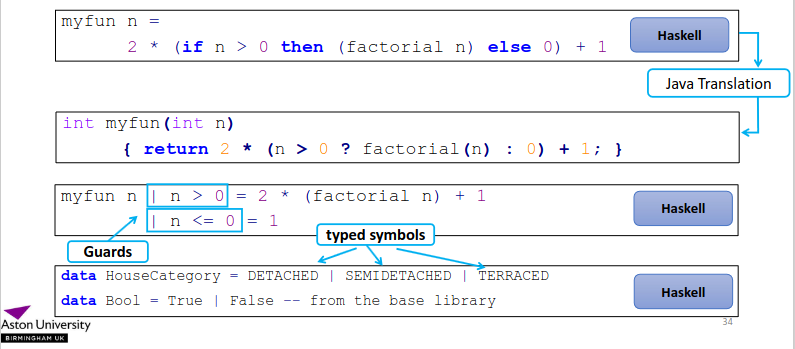 myfun n =
2 * (if n > 0 then (factorial n) else 0) + 1
Haskell
Java Translation
int myfun(int n)
{ return 2 * (n > 0 ? factorial(n) : 0) + 1; }
myfun n | n > 0 = 2 * (factorial n) + 1
| n <= 0 = 1
Haskell
Guards
typed symbols
data HouseCategory = DETACHED | SEMIDETACHED | TERRACED
data Bool = True | False -- from the base library
Haskell
Aston University
BIRMINGHAM UK
34